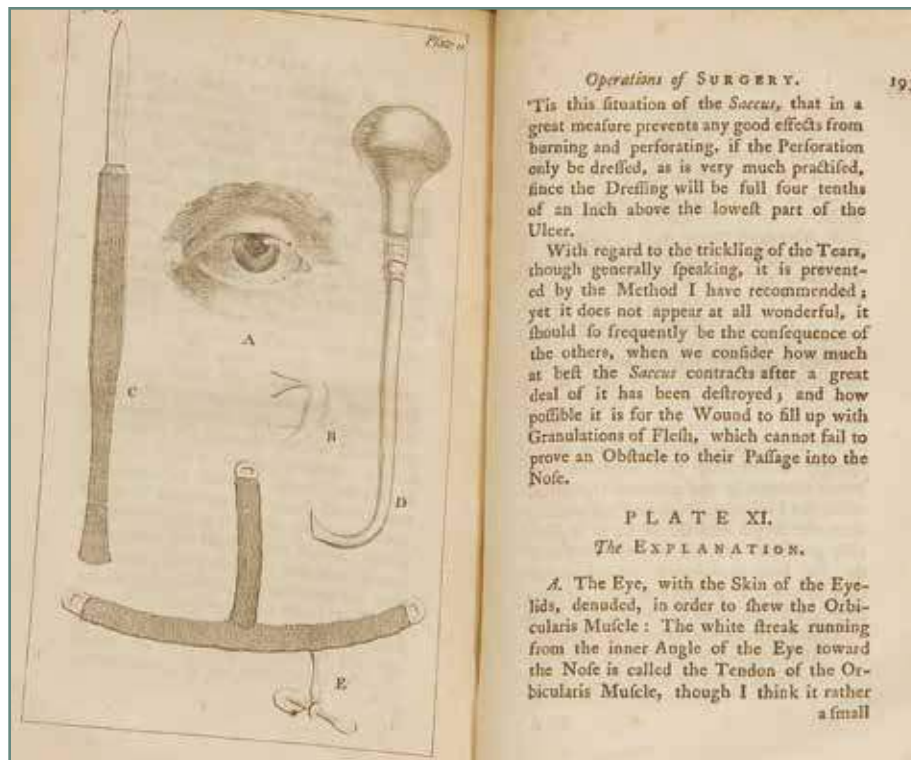 Plate 11
A
B
C
D
E
Operations of SURGERY. 195
'Tis this ſituation of the Saccus, that in a
great meaſure prevents any good effects from
burning and perforating, if the Perforation
only be dreſſed, as is very much practiſed,
ſince the Dreſſing will be full four tenths
of an Inch above the loweſt part of the
Ulcer.
With regard to the trickling of the Tears,
though generally ſpeaking, it is prevent-
ed by the Method I have recommended;
yet it does not appear at all wonderful, it
ſhould ſo frequently be the conſequence of
the others, when we conſider how much
at beſt the Saccus contracts after a great
deal of it has been deſtroyed; and how
poſſible it is for the Wound to fill up with
Granulations of Fleſh, which cannot fail to
prove an Obſtacle to their Paſſage into the
Noſe.
PLATE XI.
The EXPLANATION.
A. The Eye, with the Skin of the Eye-
lids, denuded, in order to ſhew the Orbi-
cularis Muſcle: The white ſtreak running
from the inner Angle of the Eye toward
the Noſe is called the Tendon of the Or-
bicularis Muſcle, though I think it rather
a ſmall